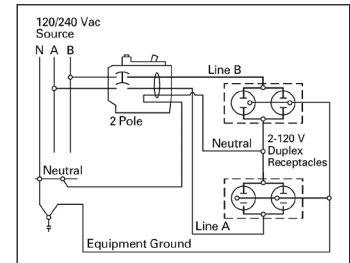 120/240 Vac
Source
N A B
Line B
2 Pole
Neutral
2-120 V
Duplex
Receptacles
Neutral
Line A
Equipment Ground